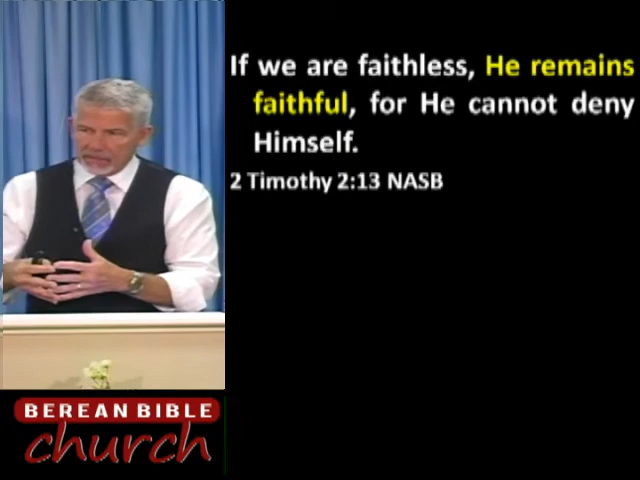 If we are faithless, He remains
faithful, for He cannot deny
Himself.
2 Timothy 2:13 NASB
BEREAN BIBLE
church